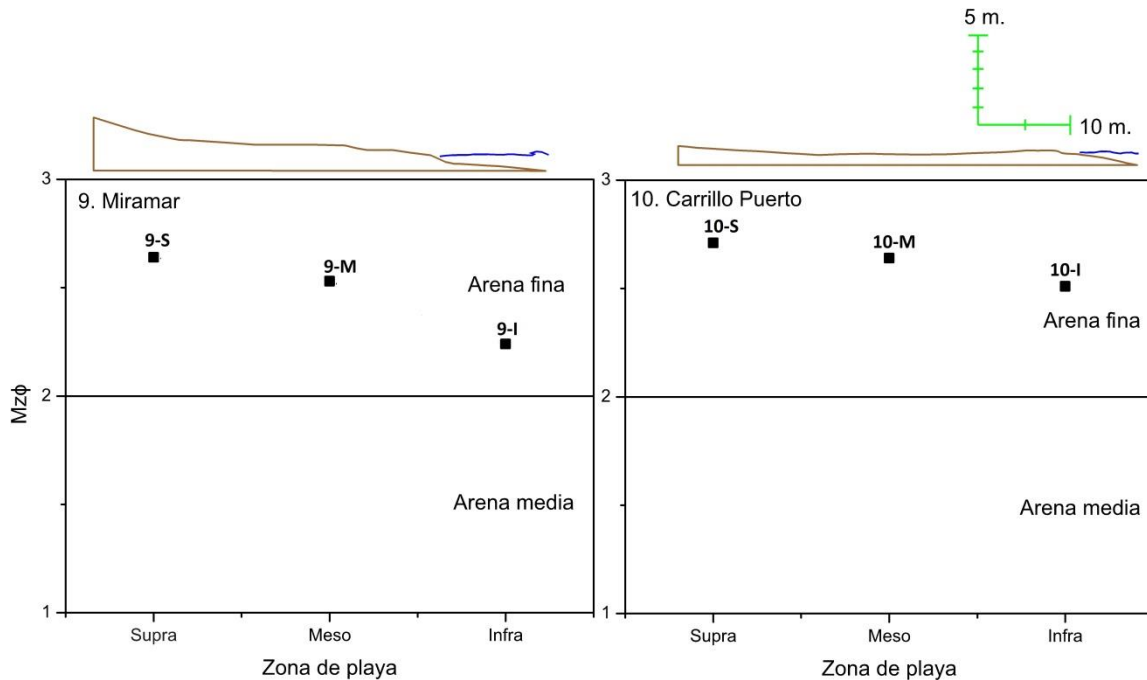 5 m.
10 m.
3
9. Miramar
9-S
9-M
Arena fina
9-I
Mzϕ
2
Arena media
1
Supra
Meso
Infra
Zona de playa
3
10. Carrillo Puerto
10-S
10-M
10-I
Arena fina
2
Arena media
1
Supra
Meso
Infra
Zona de playa